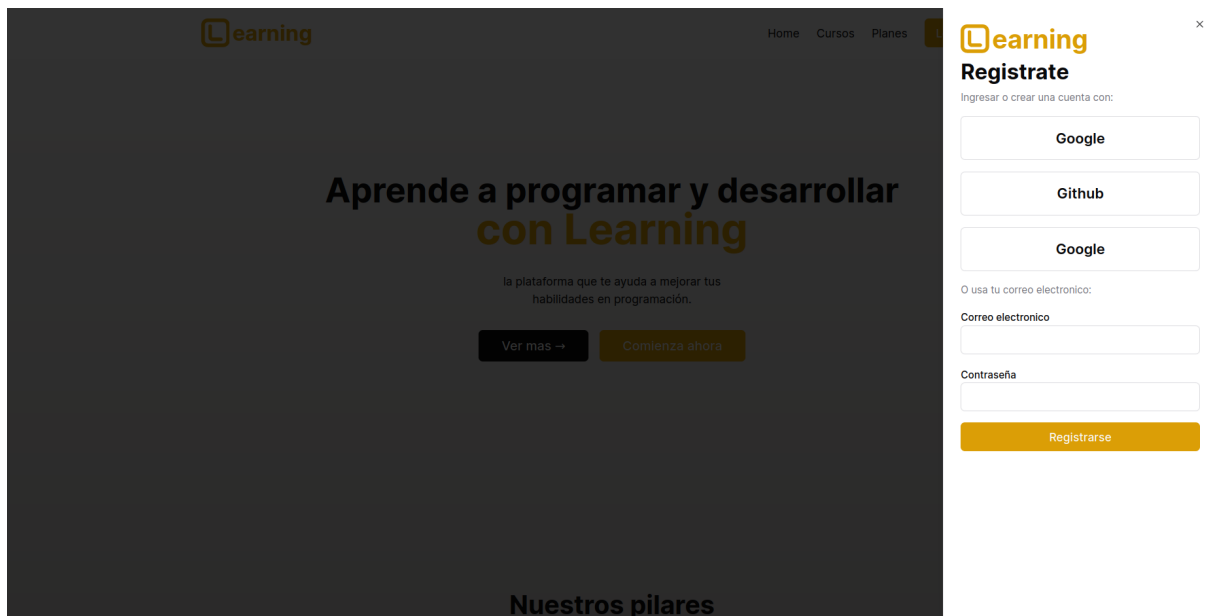 Learning
Home Cursos Planes
Aprende a programar y desarrollar
con Learning
la plataforma que te ayuda a mejorar tus
habilidades en programación.
Ver mas →
Comienza ahora
Nuestros pilares
×
Learning
Registrate
Ingresar o crear una cuenta con:
Google
Github
Google
O usa tu correo electronico:
Correo electronico
Contraseña
Registrarse